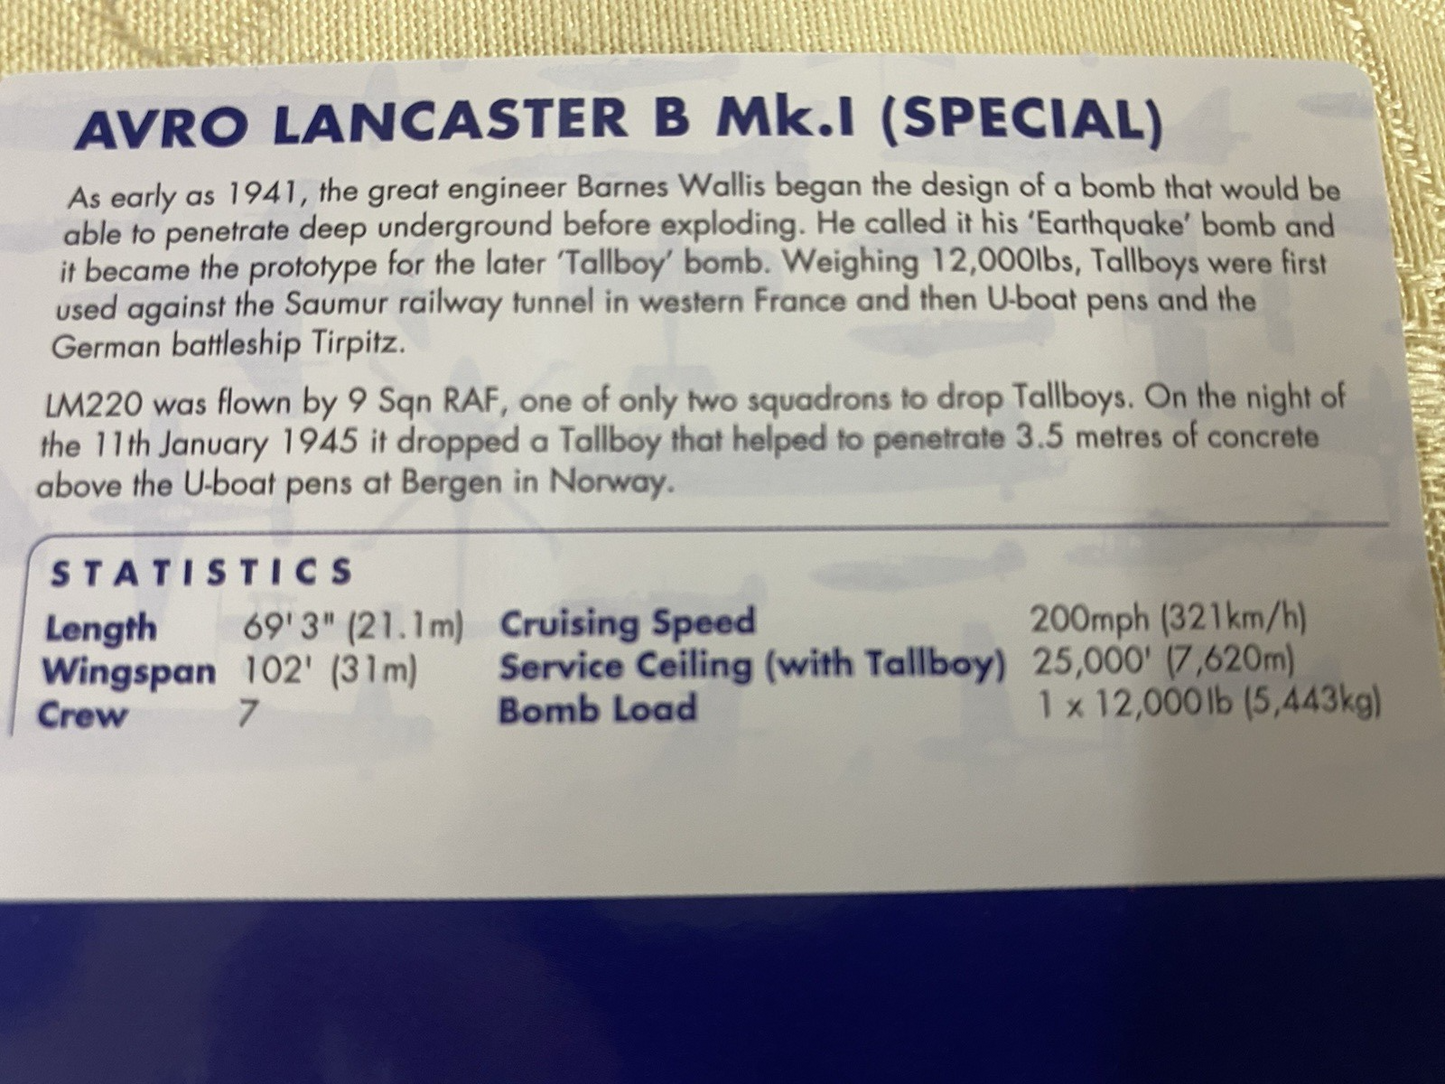 AVRO LANCASTER B Mk.I (SPECIAL)
As early as 1941, the great engineer Barnes Wallis began the design of a bomb that would be
able to penetrate deep underground before exploding. He called it his 'Earthquake' bomb and
it became the prototype for the later 'Tallboy' bomb. Weighing 12,000lbs, Tallboys were first
used against the Saumur railway tunnel in western France and then U-boat pens and the
German battleship Tirpitz.
LM220 was flown by 9 Sqn RAF, one of only two squadrons to drop Tallboys. On the night of
the 11th January 1945 it dropped a Tallboy that helped to penetrate 3.5 metres of concrete
above the U-boat pens at Bergen in Norway.
STATISTICS
Length 69' 3" (21.1m) Cruising Speed 200mph (321km/h)
Wingspan 102' (31m) Service Ceiling (with Tallboy) 25,000' (7,620m)
Crew 7 Bomb Load 1 x 12,000lb (5,443kg)